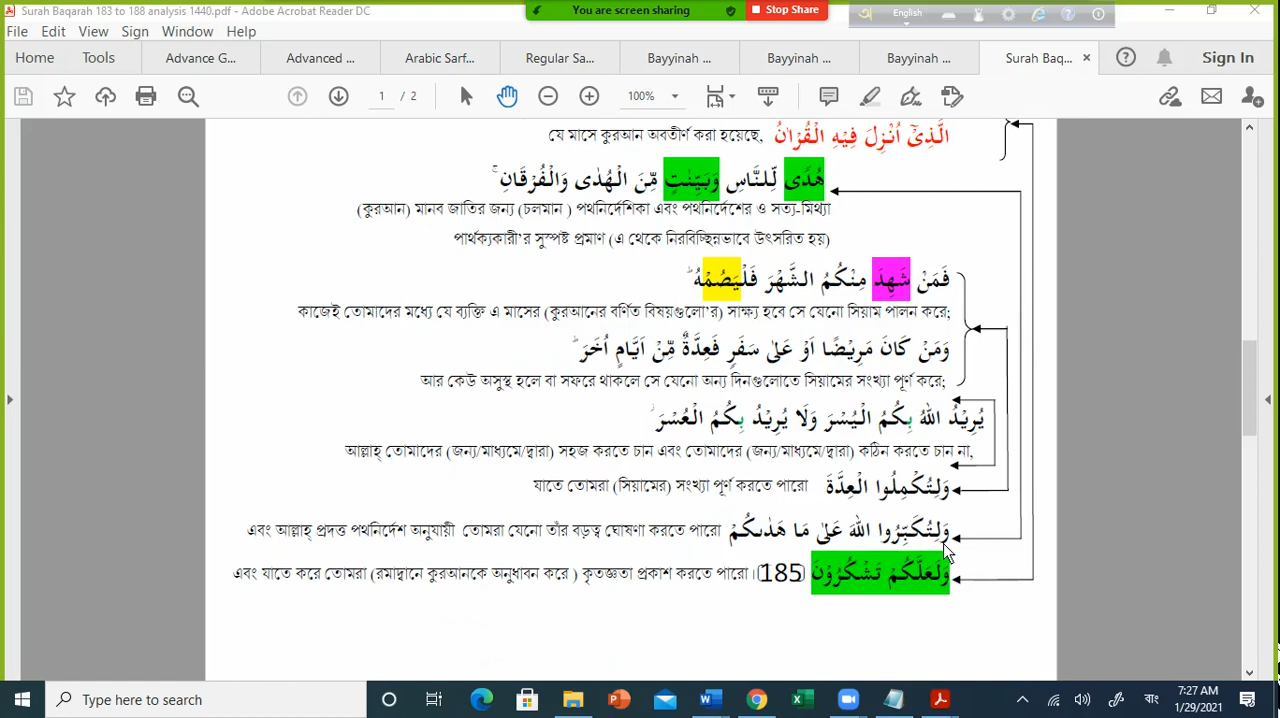 Surah Baqarah 183 to 188 analysis 1440.pdf - Adobe Acrobat Reader DC
You are screen sharing
Stop Share
English
File Edit View Sign Window Help
Home Tools Advance G... Advanced ... Arabic Sarf... Regular Sa... Bayyinah ... Bayyinah ... Bayyinah ... Surah Baq... × Sign In
1 / 2 100%
যে মাসে কুরআন অবতীর্ণ করা হয়েছে, الَّذِيْٓ اُنْزِلَ فِيْهِ الْقُرْاٰنُ
هُدًى لِّلنَّاسِ وَبَيِّنٰتٍ مِّنَ الْهُدٰى وَالْفُرْقَانِ ۚ
(কুরআন) মানব জাতির জন্য (চলমান ) পথনির্দেশিকা এবং পথনির্দেশের ও সত্য-মিথ্যা
পার্থক্যকারী'র সুস্পষ্ট প্রমাণ (এ থেকে নিরবিচ্ছিন্নভাবে উৎসরিত হয়)
فَمَنْ شَهِدَ مِنْكُمُ الشَّهْرَ فَلْيَصُمْهُ ؕ
কাজেই তোমাদের মধ্যে যে ব্যক্তি এ মাসের (কুরআনের বর্ণিত বিষয়গুলো'র) সাক্ষ্য হবে সে যেনো সিয়াম পালন করে;
وَمَنْ كَانَ مَرِيْضًا اَوْ عَلٰى سَفَرٍ فَعِدَّةٌ مِّنْ اَيَّامٍ اُخَرَ ؕ
আর কেউ অসুস্থ হলে বা সফরে থাকলে সে যেনো অন্য দিনগুলোতে সিয়ামের সংখ্যা পূর্ণ করে;
يُرِيْدُ اللهُ بِكُمُ الْيُسْرَ وَلَا يُرِيْدُ بِكُمُ الْعُسْرَ ۫
আল্লাহ্ তোমাদের (জন্য/মাধ্যমে/দ্বারা) সহজ করতে চান এবং তোমাদের (জন্য/মাধ্যমে/দ্বারা) কঠিন করতে চান না,
যাতে তোমরা (সিয়ামের) সংখ্যা পূর্ণ করতে পারো وَلِتُكْمِلُوا الْعِدَّةَ
এবং আল্লাহ্ প্রদত্ত পথনির্দেশ অনুযায়ী তোমরা যেনো তাঁর বড়ত্ব ঘোষণা করতে পারো وَلِتُكَبِّرُوا اللهَ عَلٰى مَا هَدٰىكُمْ
এবং যাতে করে তোমরা (রমাদ্বানে কুরআনকে অনুধাবন করে ) কৃতজ্ঞতা প্রকাশ করতে পারো। (185) وَلَعَلَّكُمْ تَشْكُرُوْنَ
Type here to search
বাং
7:27 AM
1/29/2021